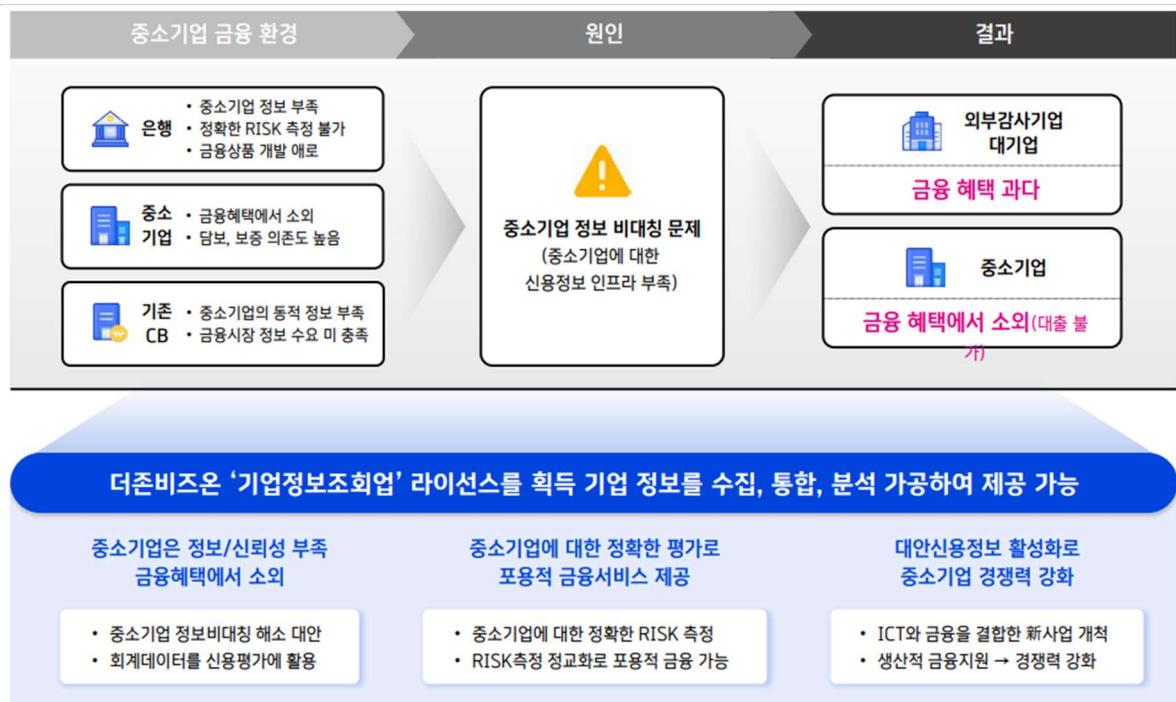 중소기업 금융 환경
원인
결과
은행
• 중소기업 정보 부족
• 정확한 RISK 측정 불가
• 금융상품 개발 애로
중소
기업
• 금융혜택에서 소외
• 담보, 보증 의존도 높음
기존
CB
• 중소기업의 동적 정보 부족
• 금융시장 정보 수요 미 충족
중소기업 정보 비대칭 문제
(중소기업에 대한
신용정보 인프라 부족)
외부감사기업
대기업
금융 혜택 과다
중소기업
금융 혜택에서 소외(대출 불
가)
더존비즈온 ‘기업정보조회업’ 라이선스를 획득 기업 정보를 수집, 통합, 분석 가공하여 제공 가능
중소기업은 정보/신뢰성 부족
금융혜택에서 소외
• 중소기업 정보비대칭 해소 대안
• 회계데이터를 신용평가에 활용
중소기업에 대한 정확한 평가로
포용적 금융서비스 제공
• 중소기업에 대한 정확한 RISK 측정
• RISK측정 정교화로 포용적 금융 가능
대안신용정보 활성화로
중소기업 경쟁력 강화
• ICT와 금융을 결합한 新사업 개척
• 생산적 금융지원 → 경쟁력 강화